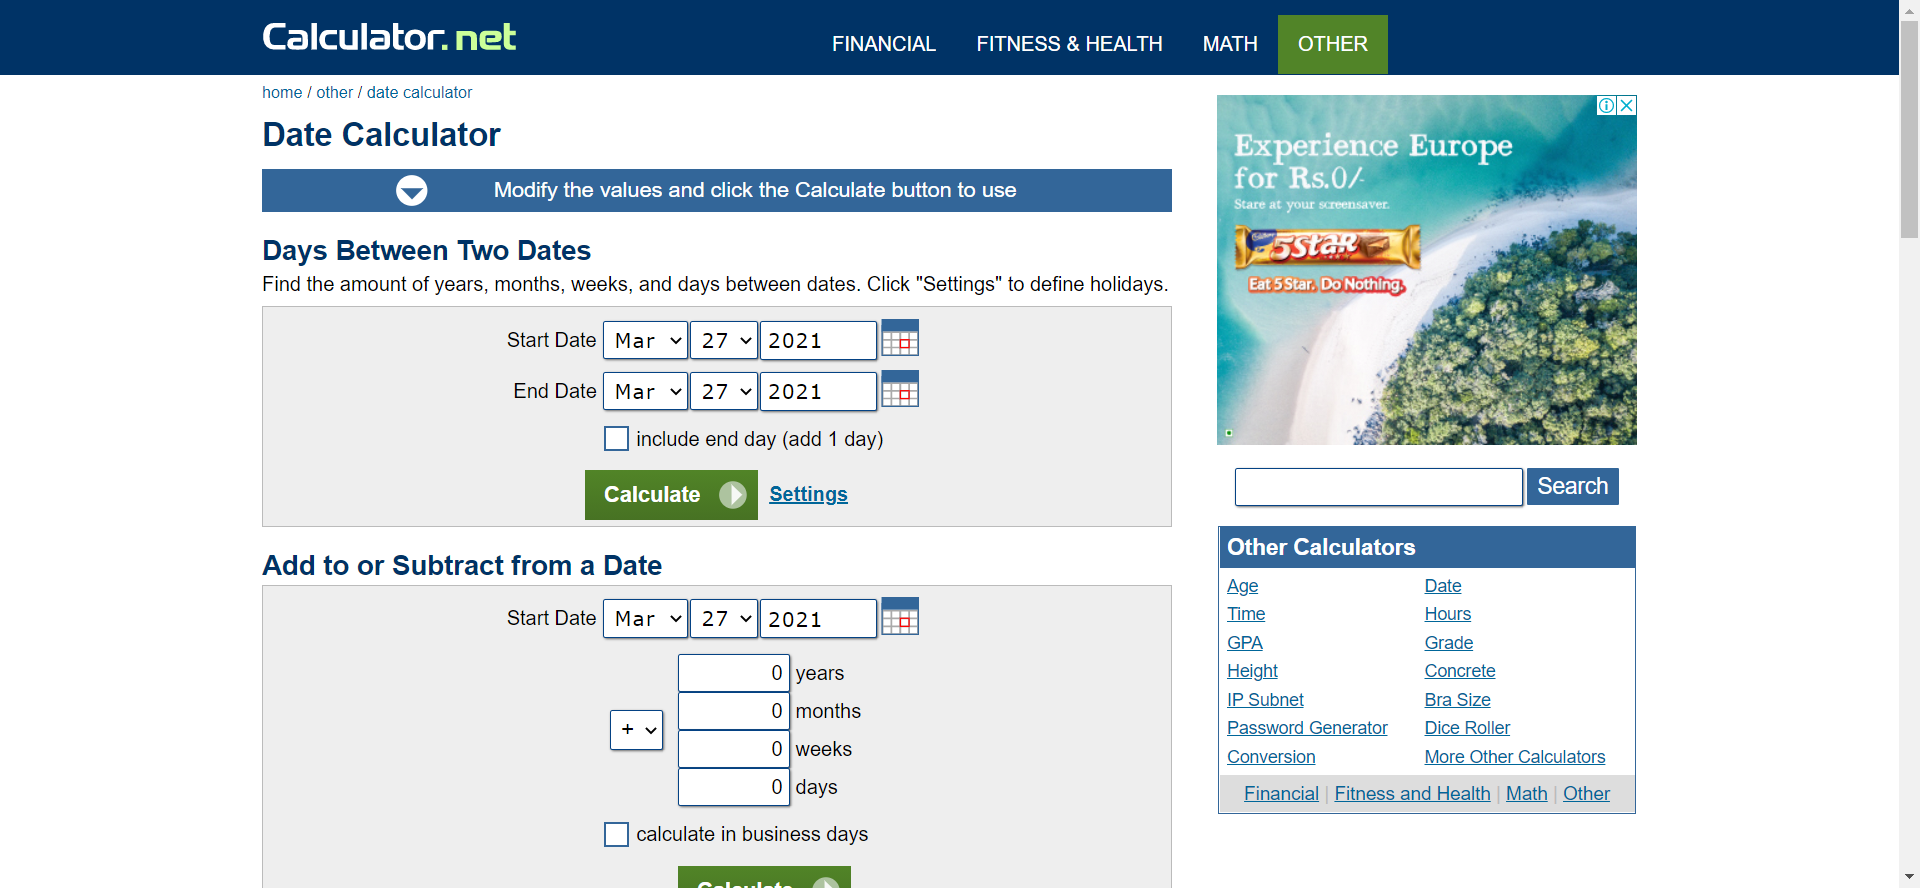 Calculator.net
FINANCIAL FITNESS & HEALTH MATH OTHER
home / other / date calculator
Date Calculator
Modify the values and click the Calculate button to use
Days Between Two Dates
Find the amount of years, months, weeks, and days between dates. Click "Settings" to define holidays.
Start Date Mar 27 2021
End Date Mar 27 2021
include end day (add 1 day)
Calculate Settings
Add to or Subtract from a Date
Start Date Mar 27 2021
+
0 years
0 months
0 weeks
0 days
calculate in business days
Calculate
Experience Europe
for Rs.0/-
Stare at your screensaver.
Cadbury
5STAR
Eat 5 Star. Do Nothing.
Search
Other Calculators
Age Date
Time Hours
GPA Grade
Height Concrete
IP Subnet Bra Size
Password Generator Dice Roller
Conversion More Other Calculators
Financial | Fitness and Health | Math | Other